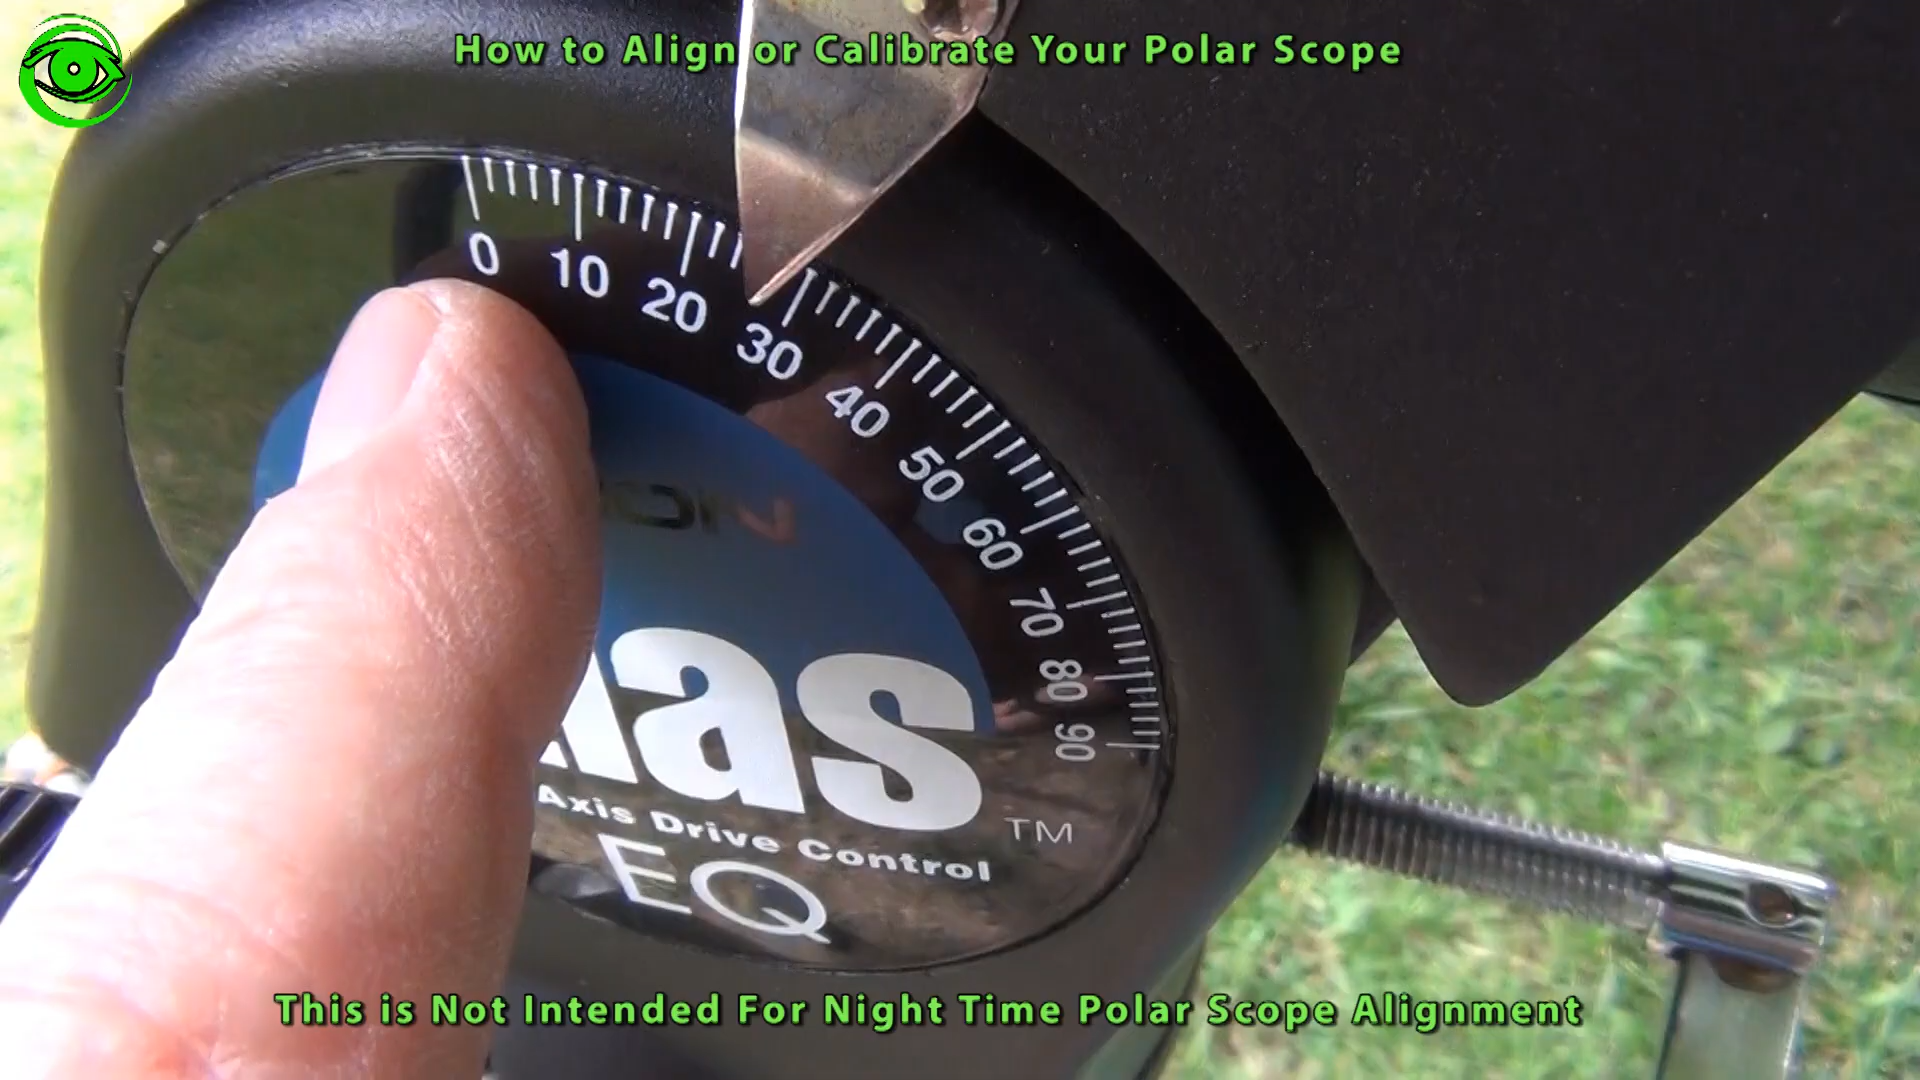 How to Align or Calibrate Your Polar Scope
0 10 20 30 40 50 60 70 80 90
as
TM
Axis Drive Control
EQ
This is Not Intended For Night Time Polar Scope Alignment